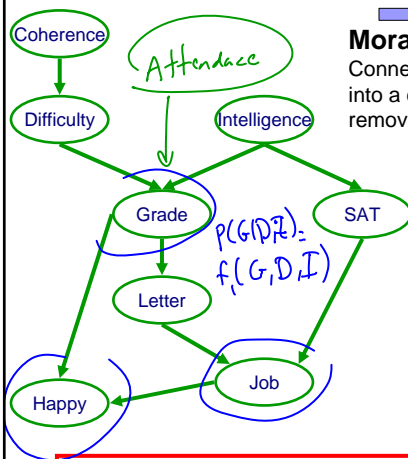 Coherence
Mora
Conne
into a
remov
Attendace
Difficulty
Intelligence
Grade
SAT
P(G|D,I)=
f₁(G,D,I)
Letter
Job
Happy